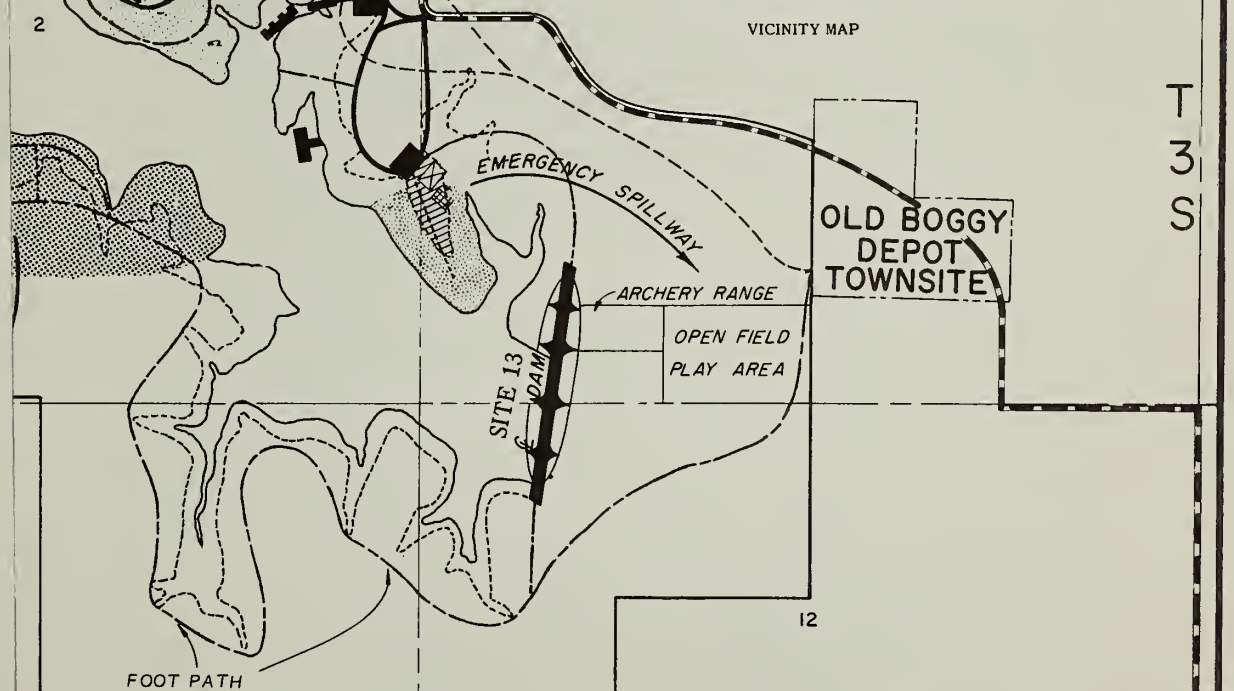 2
VICINITY MAP
T
3
S
EMERGENCY SPILLWAY
OLD BOGGY
DEPOT
TOWNSITE
ARCHERY RANGE
OPEN FIELD
PLAY AREA
SITE 13
℄ DAM
12
FOOT PATH